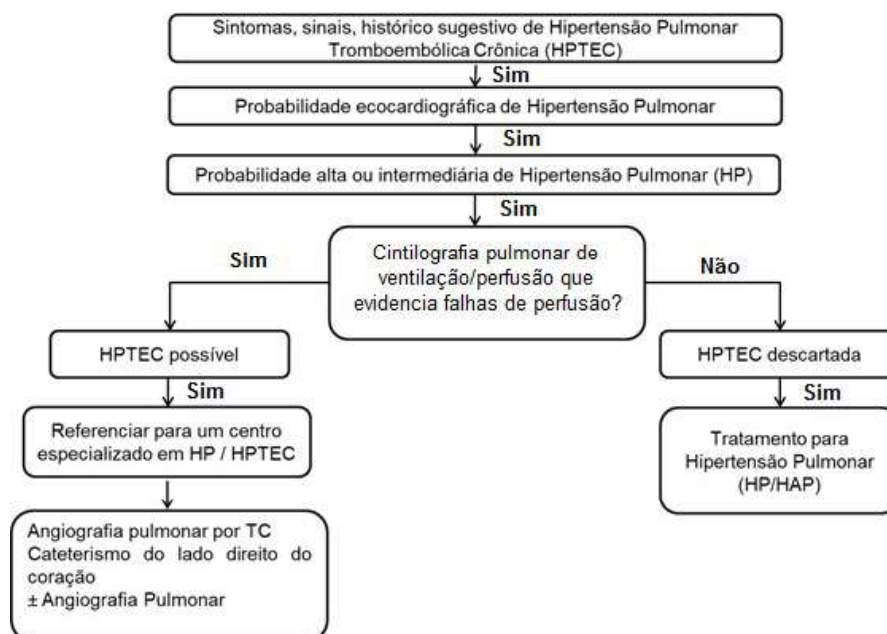 Sintomas, sinais, histórico sugestivo de Hipertensão Pulmonar
Tromboembólica Crônica (HPTEC)
Sim
Probabilidade ecocardiográfica de Hipertensão Pulmonar
Sim
Probabilidade alta ou intermediária de Hipertensão Pulmonar (HP)
Sim
Cintilografia pulmonar de
ventilação/perfusão que
evidencia falhas de perfusão?
Sim
Não
HPTEC possível
HPTEC descartada
Sim
Sim
Referenciar para um centro
especializado em HP / HPTEC
Tratamento para
Hipertensão Pulmonar
(HP/HAP)
Angiografia pulmonar por TC
Cateterismo do lado direito do
coração
± Angiografia Pulmonar